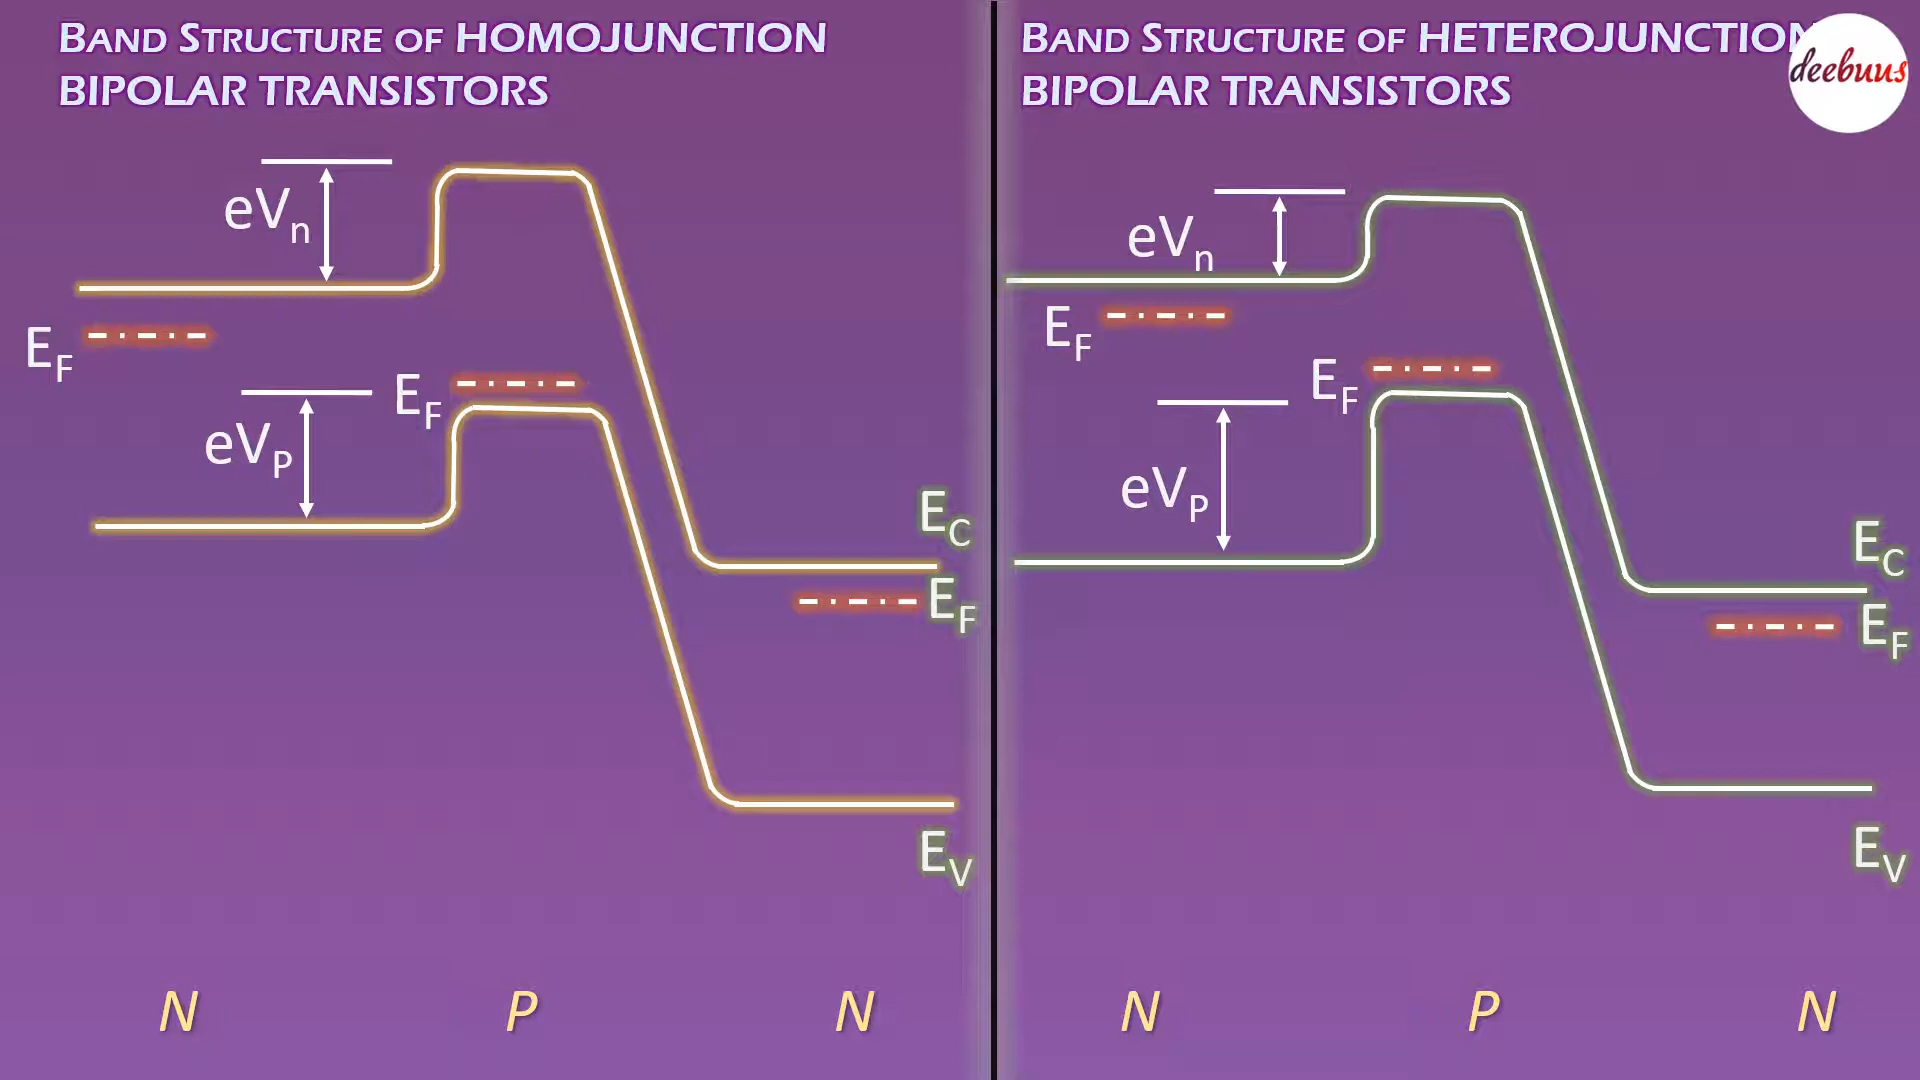 BAND STRUCTURE OF HOMOJUNCTION
BIPOLAR TRANSISTORS
eVn
EF
EF
eVP
EC
EF
EV
N P N
BAND STRUCTURE OF HETEROJUNCTION
BIPOLAR TRANSISTORS
deebuus
eVn
EF
EF
eVP
EC
EF
EV
N P N